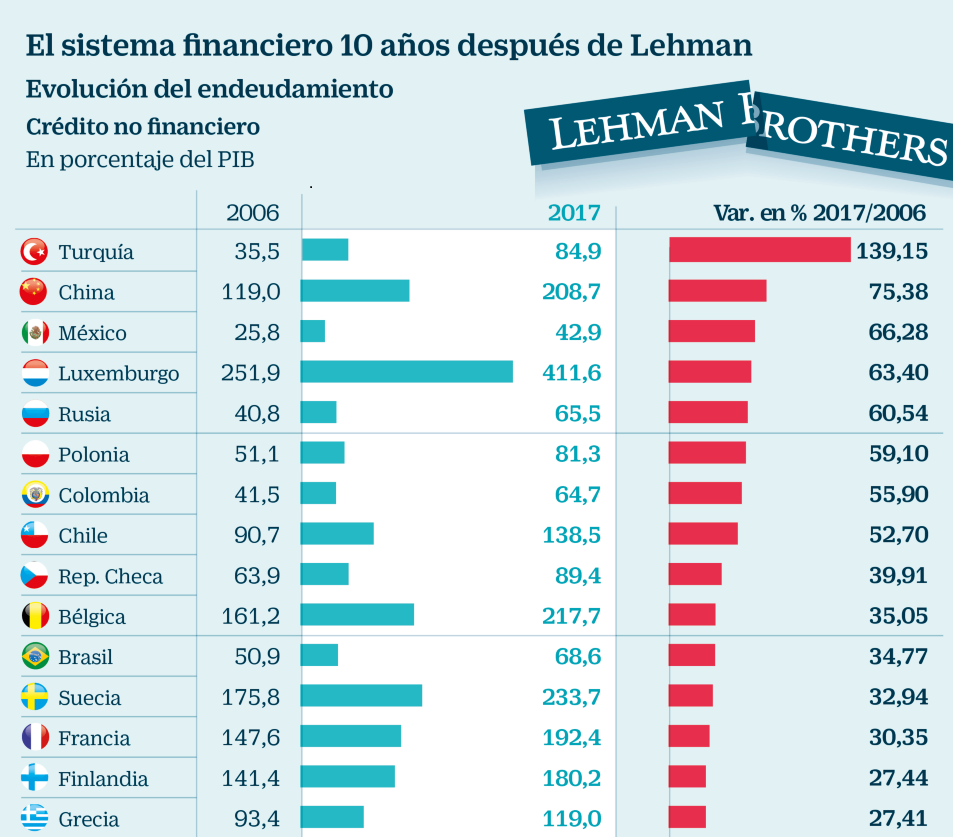 El sistema financiero 10 años después de Lehman
Evolución del endeudamiento
Crédito no financiero
En porcentaje del PIB
LEHMAN BROTHERS
2006 2017 Var. en % 2017/2006
Turquía 35,5 84,9 139,15
China 119,0 208,7 75,38
México 25,8 42,9 66,28
Luxemburgo 251,9 411,6 63,40
Rusia 40,8 65,5 60,54
Polonia 51,1 81,3 59,10
Colombia 41,5 64,7 55,90
Chile 90,7 138,5 52,70
Rep. Checa 63,9 89,4 39,91
Bélgica 161,2 217,7 35,05
Brasil 50,9 68,6 34,77
Suecia 175,8 233,7 32,94
Francia 147,6 192,4 30,35
Finlandia 141,4 180,2 27,44
Grecia 93,4 119,0 27,41